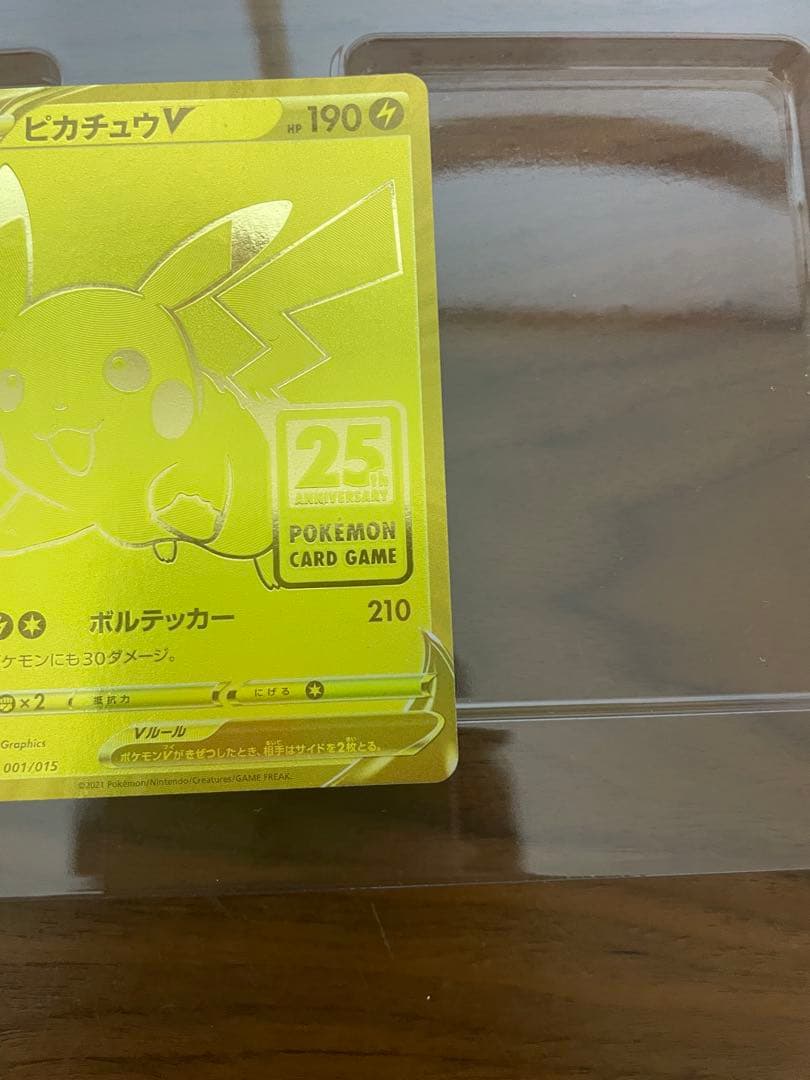 ピカチュウV HP 190
25th
ANNIVERSARY
POKÉMON
CARD GAME
ボルテッカー 210
ケモンにも30ダメージ。
×2 抵抗力 にげる
Graphics
Vルール
ポケモンVがきぜつしたとき、相手はサイドを2枚とる。
001/015
©2021 Pokémon/Nintendo/Creatures/GAME FREAK.